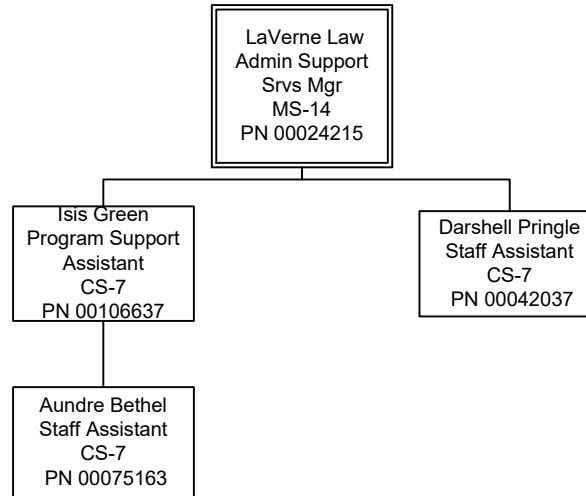 LaVerne Law
Admin Support
Srvs Mgr
MS-14
PN 00024215
Isis Green
Program Support
Assistant
CS-7
PN 00106637
Darshell Pringle
Staff Assistant
CS-7
PN 00042037
Aundre Bethel
Staff Assistant
CS-7
PN 00075163